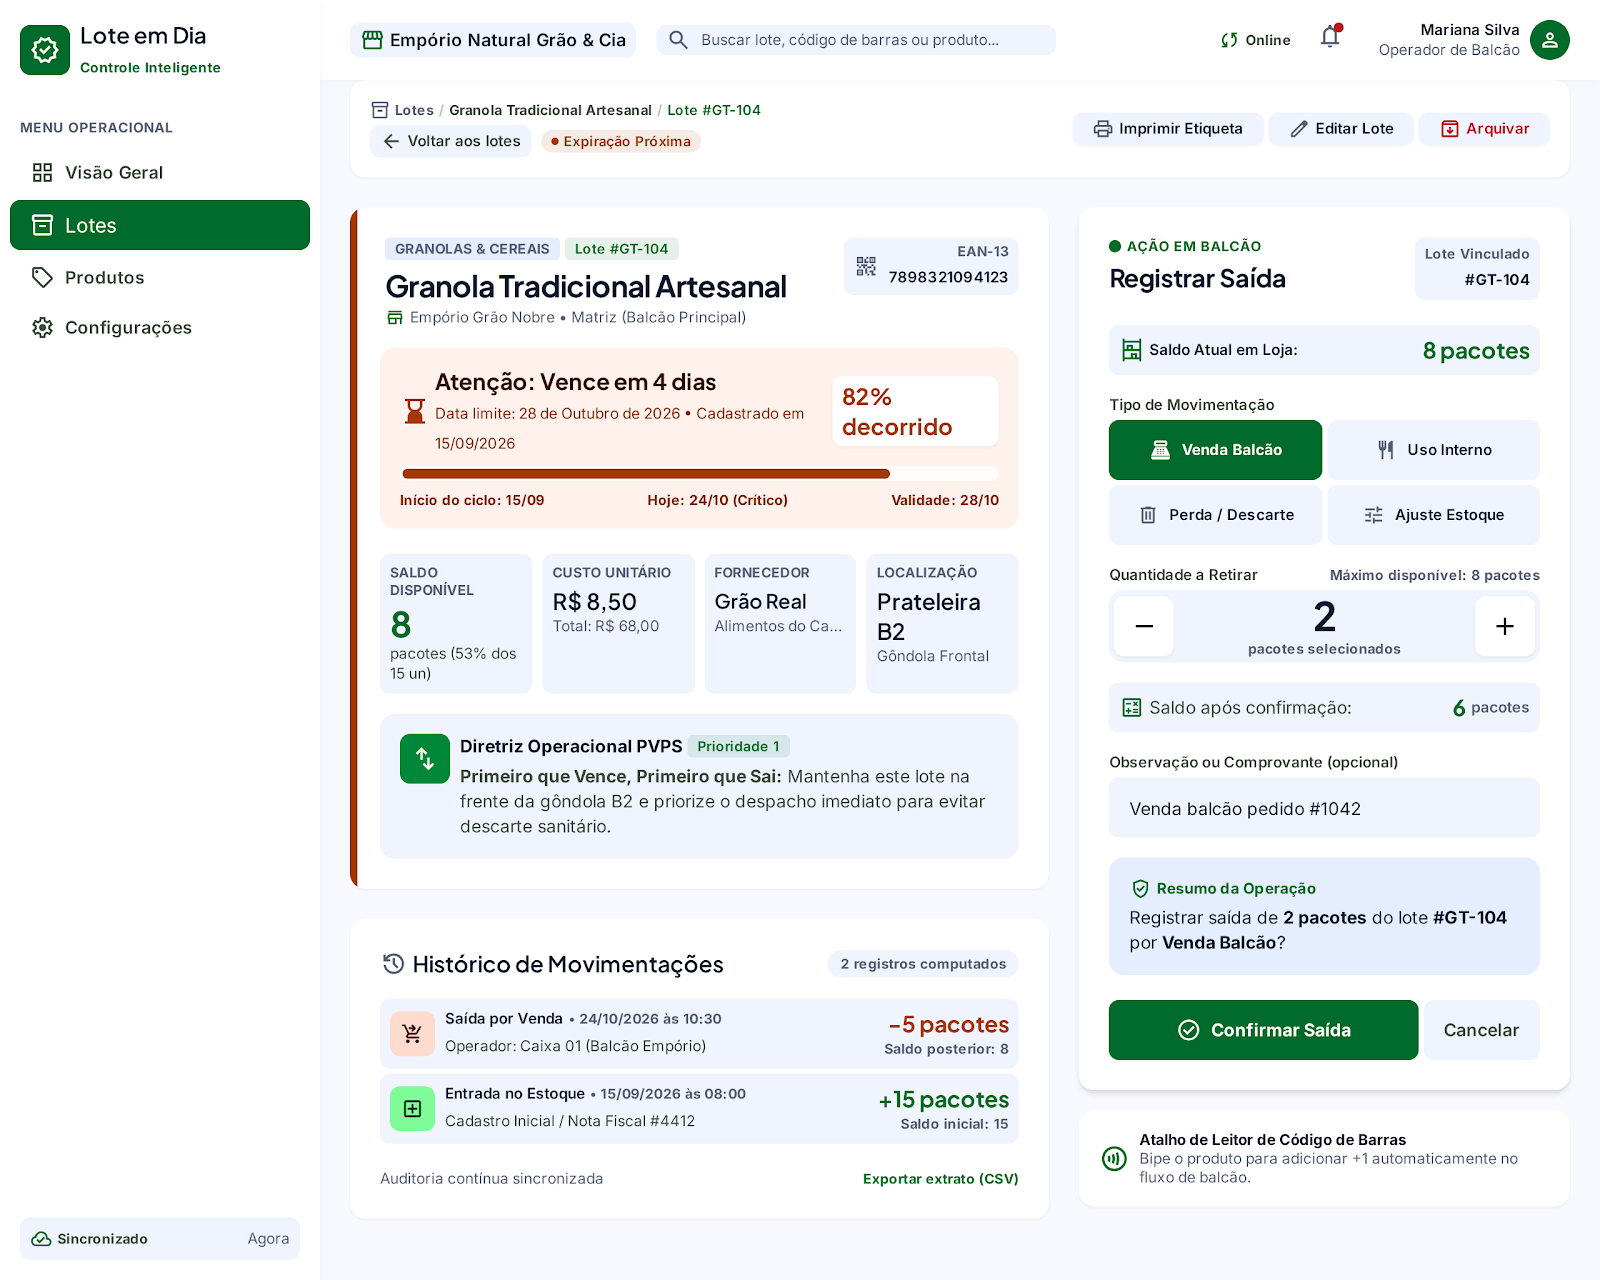 Lote em Dia
Controle Inteligente
MENU OPERACIONAL
Visão Geral
Lotes
Produtos
Configurações
Sincronizado Agora
Empório Natural Grão & Cia
Buscar lote, código de barras ou produto...
Online
Mariana Silva
Operador de Balcão
Lotes / Granola Tradicional Artesanal / Lote #GT-104
Voltar aos lotes
Expiração Próxima
Imprimir Etiqueta
Editar Lote
Arquivar
GRANOLAS & CEREAIS
Lote #GT-104
Granola Tradicional Artesanal
Empório Grão Nobre • Matriz (Balcão Principal)
EAN-13
7898321094123
Atenção: Vence em 4 dias
Data limite: 28 de Outubro de 2026 • Cadastrado em
15/09/2026
82%
decorrido
Início do ciclo: 15/09
Hoje: 24/10 (Crítico)
Validade: 28/10
SALDO
DISPONÍVEL
8
pacotes (53% dos
15 un)
CUSTO UNITÁRIO
R$ 8,50
Total: R$ 68,00
FORNECEDOR
Grão Real
Alimentos do Ca...
LOCALIZAÇÃO
Prateleira
B2
Gôndola Frontal
Diretriz Operacional PVPS
Prioridade 1
Primeiro que Vence, Primeiro que Sai: Mantenha este lote na
frente da gôndola B2 e priorize o despacho imediato para evitar
descarte sanitário.
Histórico de Movimentações
2 registros computados
Saída por Venda • 24/10/2026 às 10:30
Operador: Caixa 01 (Balcão Empório)
−5 pacotes
Saldo posterior: 8
Entrada no Estoque • 15/09/2026 às 08:00
Cadastro Inicial / Nota Fiscal #4412
+15 pacotes
Saldo inicial: 15
Auditoria contínua sincronizada
Exportar extrato (CSV)
AÇÃO EM BALCÃO
Registrar Saída
Lote Vinculado
#GT-104
Saldo Atual em Loja:
8 pacotes
Tipo de Movimentação
Venda Balcão
Uso Interno
Perda / Descarte
Ajuste Estoque
Quantidade a Retirar
Máximo disponível: 8 pacotes
2
pacotes selecionados
Saldo após confirmação:
6 pacotes
Observação ou Comprovante (opcional)
Venda balcão pedido #1042
Resumo da Operação
Registrar saída de 2 pacotes do lote #GT-104
por Venda Balcão?
Confirmar Saída
Cancelar
Atalho de Leitor de Código de Barras
Bipe o produto para adicionar +1 automaticamente no
fluxo de balcão.